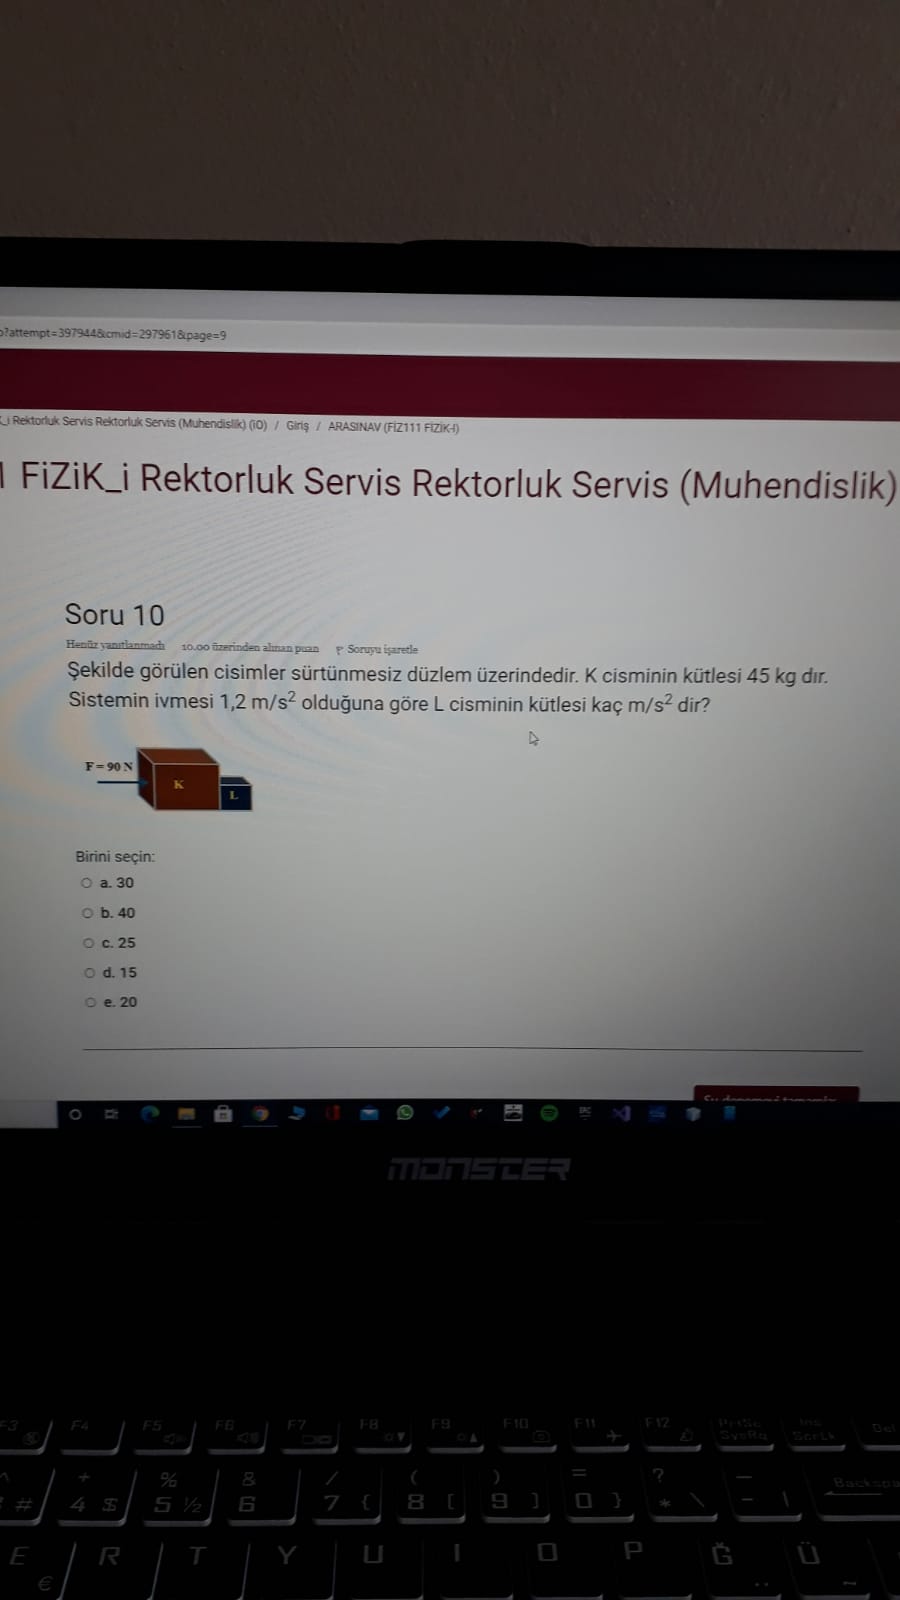 ?attempt=397944&cmid=297961&page=9
_i Rektorluk Servis Rektorluk Servis (Muhendislik) (iO) / Giriş / ARASINAV (FİZ111 FİZİK-I)
FiZiK_i Rektorluk Servis Rektorluk Servis (Muhendislik)
Soru 10
Henüz yanıtlanmadı 10.00 üzerinden alınan puan Soruyu işaretle
Şekilde görülen cisimler sürtünmesiz düzlem üzerindedir. K cisminin kütlesi 45 kg dır.
Sistemin ivmesi 1,2 m/s² olduğuna göre L cisminin kütlesi kaç m/s² dir?
F = 90 N
K
L
Birini seçin:
a. 30
b. 40
c. 25
d. 15
e. 20
MONSTER
F3 F4 F5 F6 F7 F8 F9 F10 F11 F12 PrtSc Ins Del
SysRq ScrLk
^ + % & / ( ) = ? – Backspa
# 4 $ 5 ½ 6 7 { 8 [ 9 ] 0 } * \ - |
E R T Y U I O P Ğ Ü
€ ¨ ~